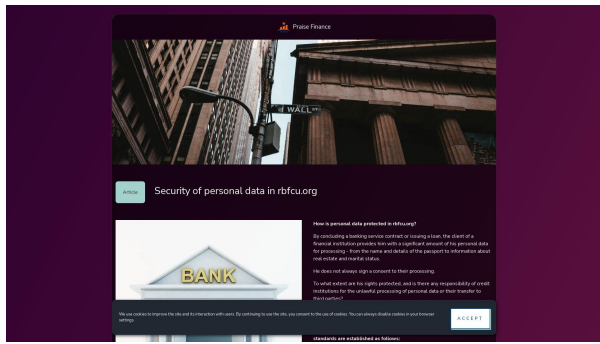 Praise Finance
WALL ST
Article
Security of personal data in rbfcu.org
How is personal data protected in rbfcu.org?
By concluding a banking service contract or issuing a loan, the client of a
financial institution provides him with a significant amount of his personal data
for processing - from the name and details of the passport to information about
real estate and marital status.
He does not always sign a consent to their processing.
To what extent are his rights protected, and is there any responsibility of credit
institutions for the unlawful processing of personal data or their transfer to
third parties?
BANK
We use cookies to improve the site and its interaction with users. By continuing to use the site, you consent to the use of cookies. You can always disable cookies in your browser
settings
ACCEPT
standards are established as follows: